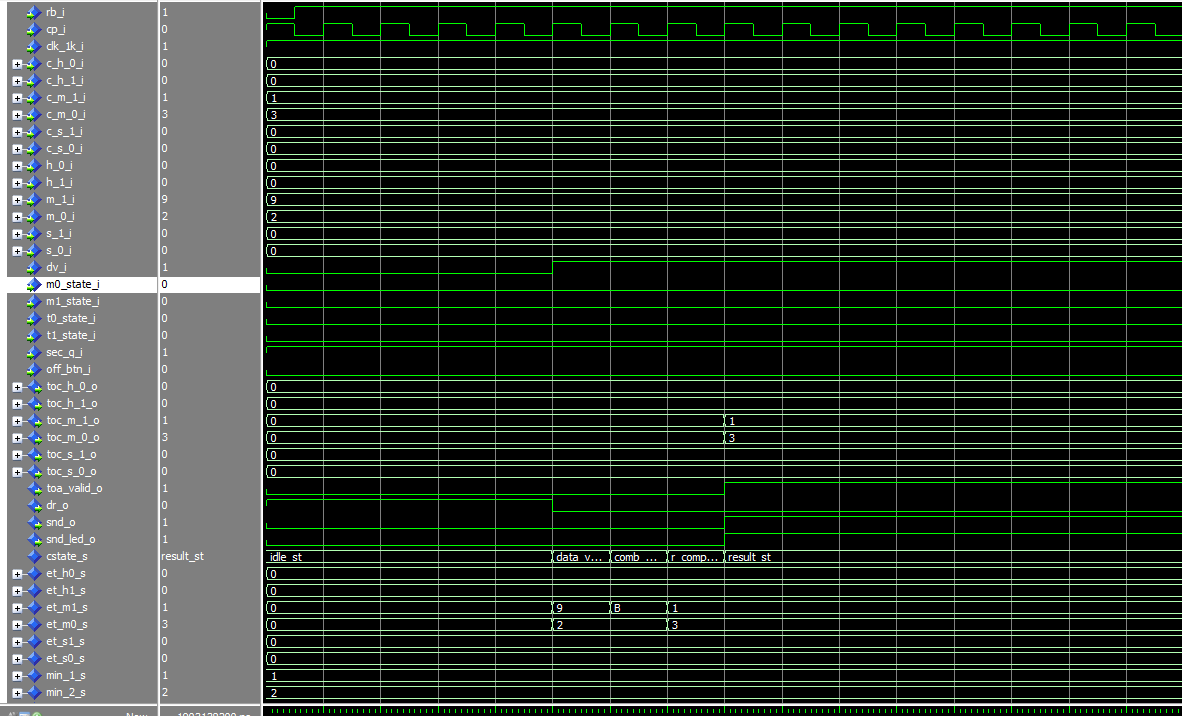 rb_i 1
cp_i 0
clk_1k_i 1
c_h_0_i 0 0
c_h_1_i 0 0
c_m_1_i 1 1
c_m_0_i 3 3
c_s_1_i 0 0
c_s_0_i 0 0
h_0_i 0 0
h_1_i 0 0
m_1_i 9 9
m_0_i 2 2
s_1_i 0 0
s_0_i 0 0
dv_i 1
m0_state_i 0
m1_state_i 0
t0_state_i 0
t1_state_i 0
sec_q_i 1
off_btn_i 0
toc_h_0_o 0 0
toc_h_1_o 0 0
toc_m_1_o 1 0 1
toc_m_0_o 3 0 3
toc_s_1_o 0 0
toc_s_0_o 0 0
toa_valid_o 1
dr_o 0
snd_o 1
snd_led_o 1
cstate_s result_st idle_st data_v... comb_... r_comp... result_st
et_h0_s 0 0
et_h1_s 0 0
et_m1_s 1 0 9 B 1
et_m0_s 3 0 2 3
et_s1_s 0 0
et_s0_s 0 0
min_1_s 1 1
min_2_s 2 2